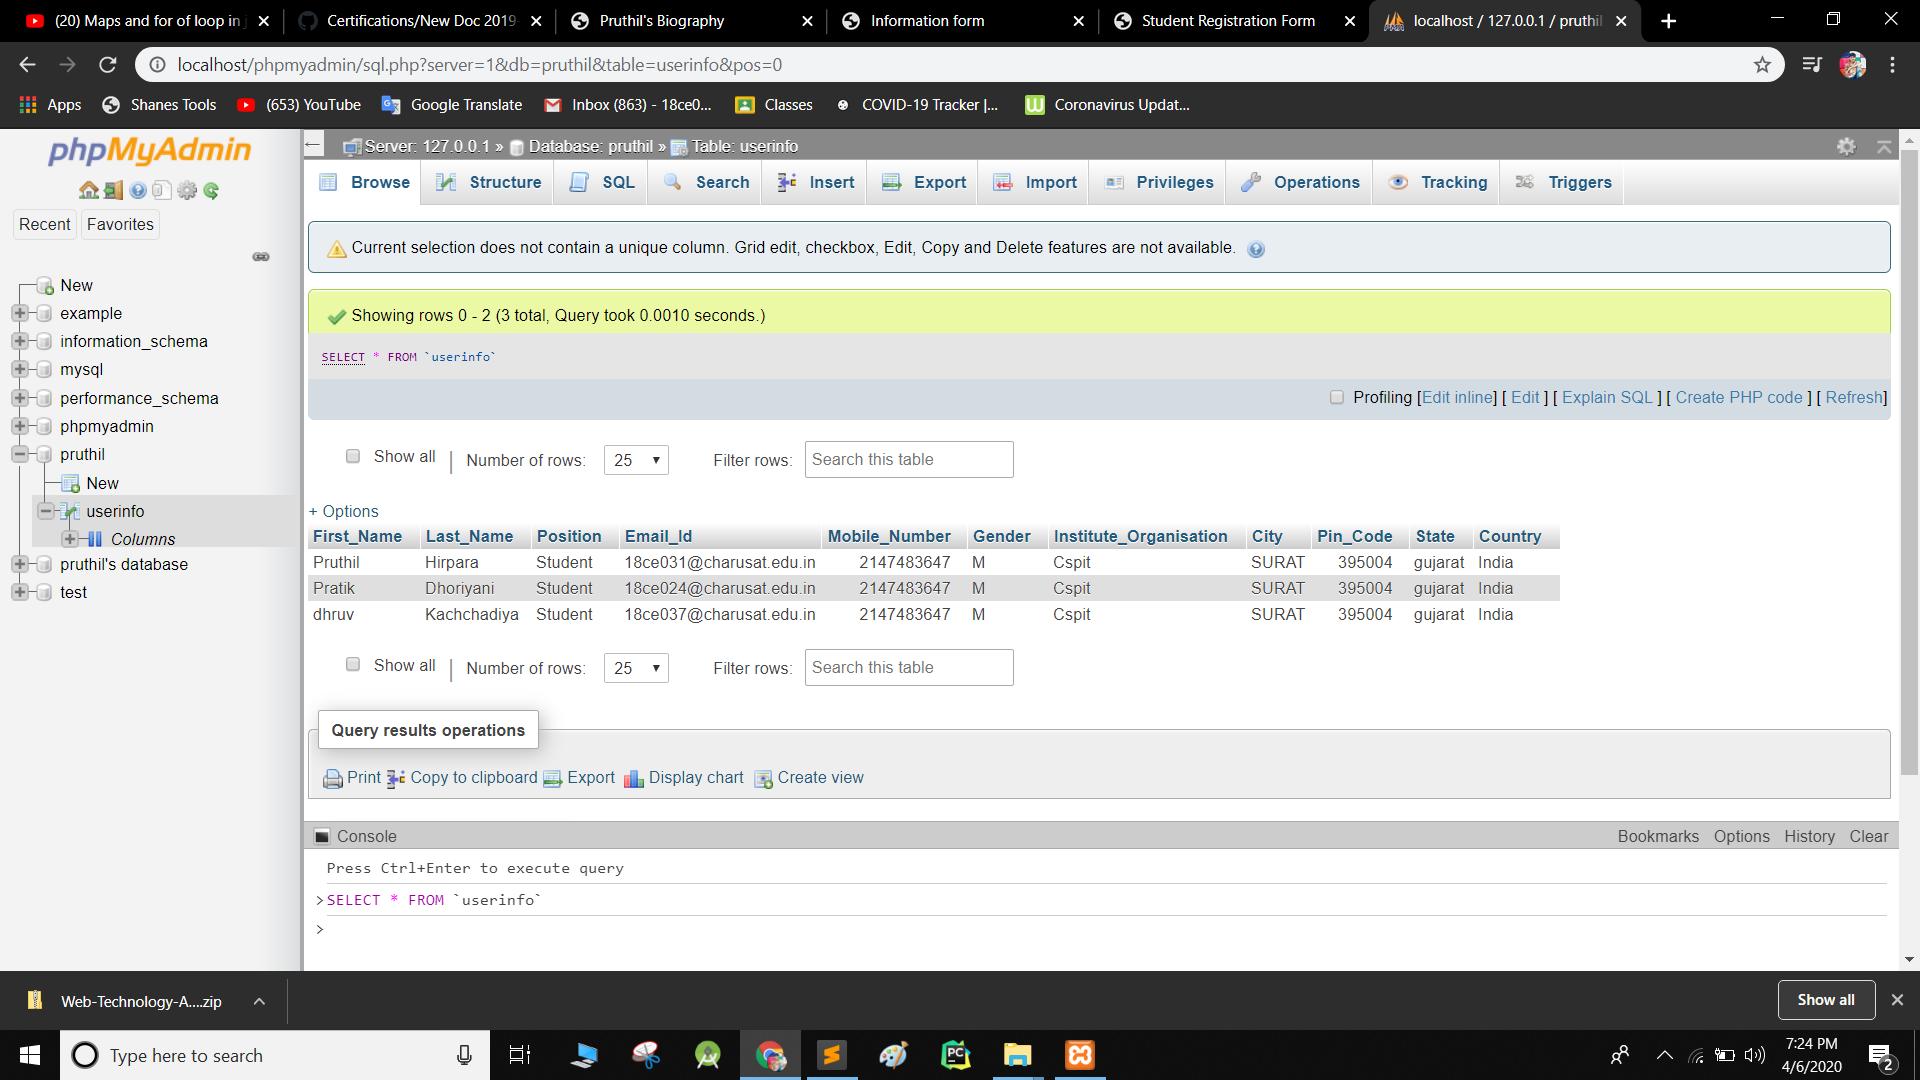 (20) Maps and for of loop in j
Certifications/New Doc 2019-
Pruthil's Biography
Information form
Student Registration Form
localhost / 127.0.0.1 / pruthil
localhost/phpmyadmin/sql.php?server=1&db=pruthil&table=userinfo&pos=0
Apps
Shanes Tools
(653) YouTube
Google Translate
Inbox (863) - 18ce0...
Classes
COVID-19 Tracker |...
Coronavirus Updat...
phpMyAdmin
Recent
Favorites
New
example
information_schema
mysql
performance_schema
phpmyadmin
pruthil
New
userinfo
Columns
pruthil's database
test
Server: 127.0.0.1 » Database: pruthil » Table: userinfo
Browse
Structure
SQL
Search
Insert
Export
Import
Privileges
Operations
Tracking
Triggers
Current selection does not contain a unique column. Grid edit, checkbox, Edit, Copy and Delete features are not available.
Showing rows 0 - 2 (3 total, Query took 0.0010 seconds.)
SELECT * FROM `userinfo`
Profiling [Edit inline] [ Edit ] [ Explain SQL ] [ Create PHP code ] [ Refresh]
Show all | Number of rows: 25 Filter rows: Search this table
+ Options
First_Name Last_Name Position Email_Id Mobile_Number Gender Institute_Organisation City Pin_Code State Country
Pruthil Hirpara Student 18ce031@charusat.edu.in 2147483647 M Cspit SURAT 395004 gujarat India
Pratik Dhoriyani Student 18ce024@charusat.edu.in 2147483647 M Cspit SURAT 395004 gujarat India
dhruv Kachchadiya Student 18ce037@charusat.edu.in 2147483647 M Cspit SURAT 395004 gujarat India
Show all | Number of rows: 25 Filter rows: Search this table
Query results operations
Print Copy to clipboard Export Display chart Create view
Console
Bookmarks Options History Clear
Press Ctrl+Enter to execute query
>SELECT * FROM `userinfo`
>
Web-Technology-A....zip
Show all
Type here to search
PC
7:24 PM
4/6/2020
2